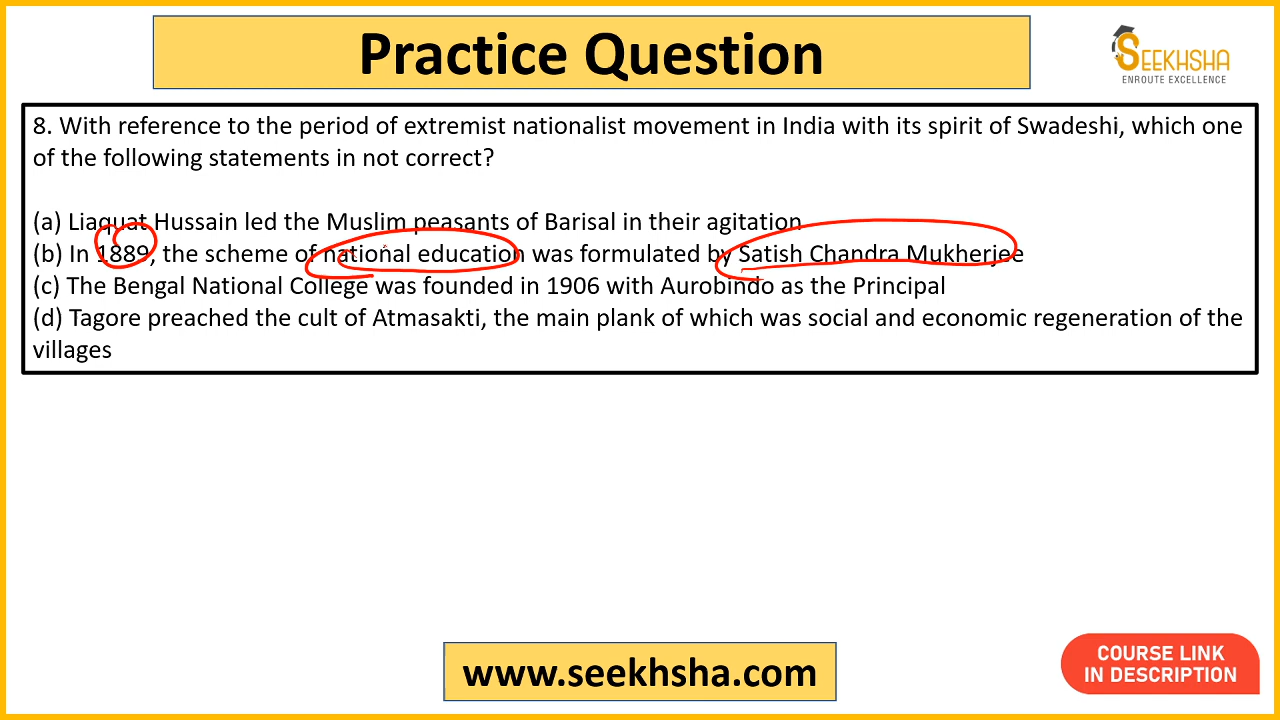 Practice Question
SEEKHSHA
ENROUTE EXCELLENCE
8. With reference to the period of extremist nationalist movement in India with its spirit of Swadeshi, which one
of the following statements in not correct?
(a) Liaquat Hussain led the Muslim peasants of Barisal in their agitation
(b) In 1889, the scheme of national education was formulated by Satish Chandra Mukherjee
(c) The Bengal National College was founded in 1906 with Aurobindo as the Principal
(d) Tagore preached the cult of Atmasakti, the main plank of which was social and economic regeneration of the
villages
www.seekhsha.com
COURSE LINK
IN DESCRIPTION